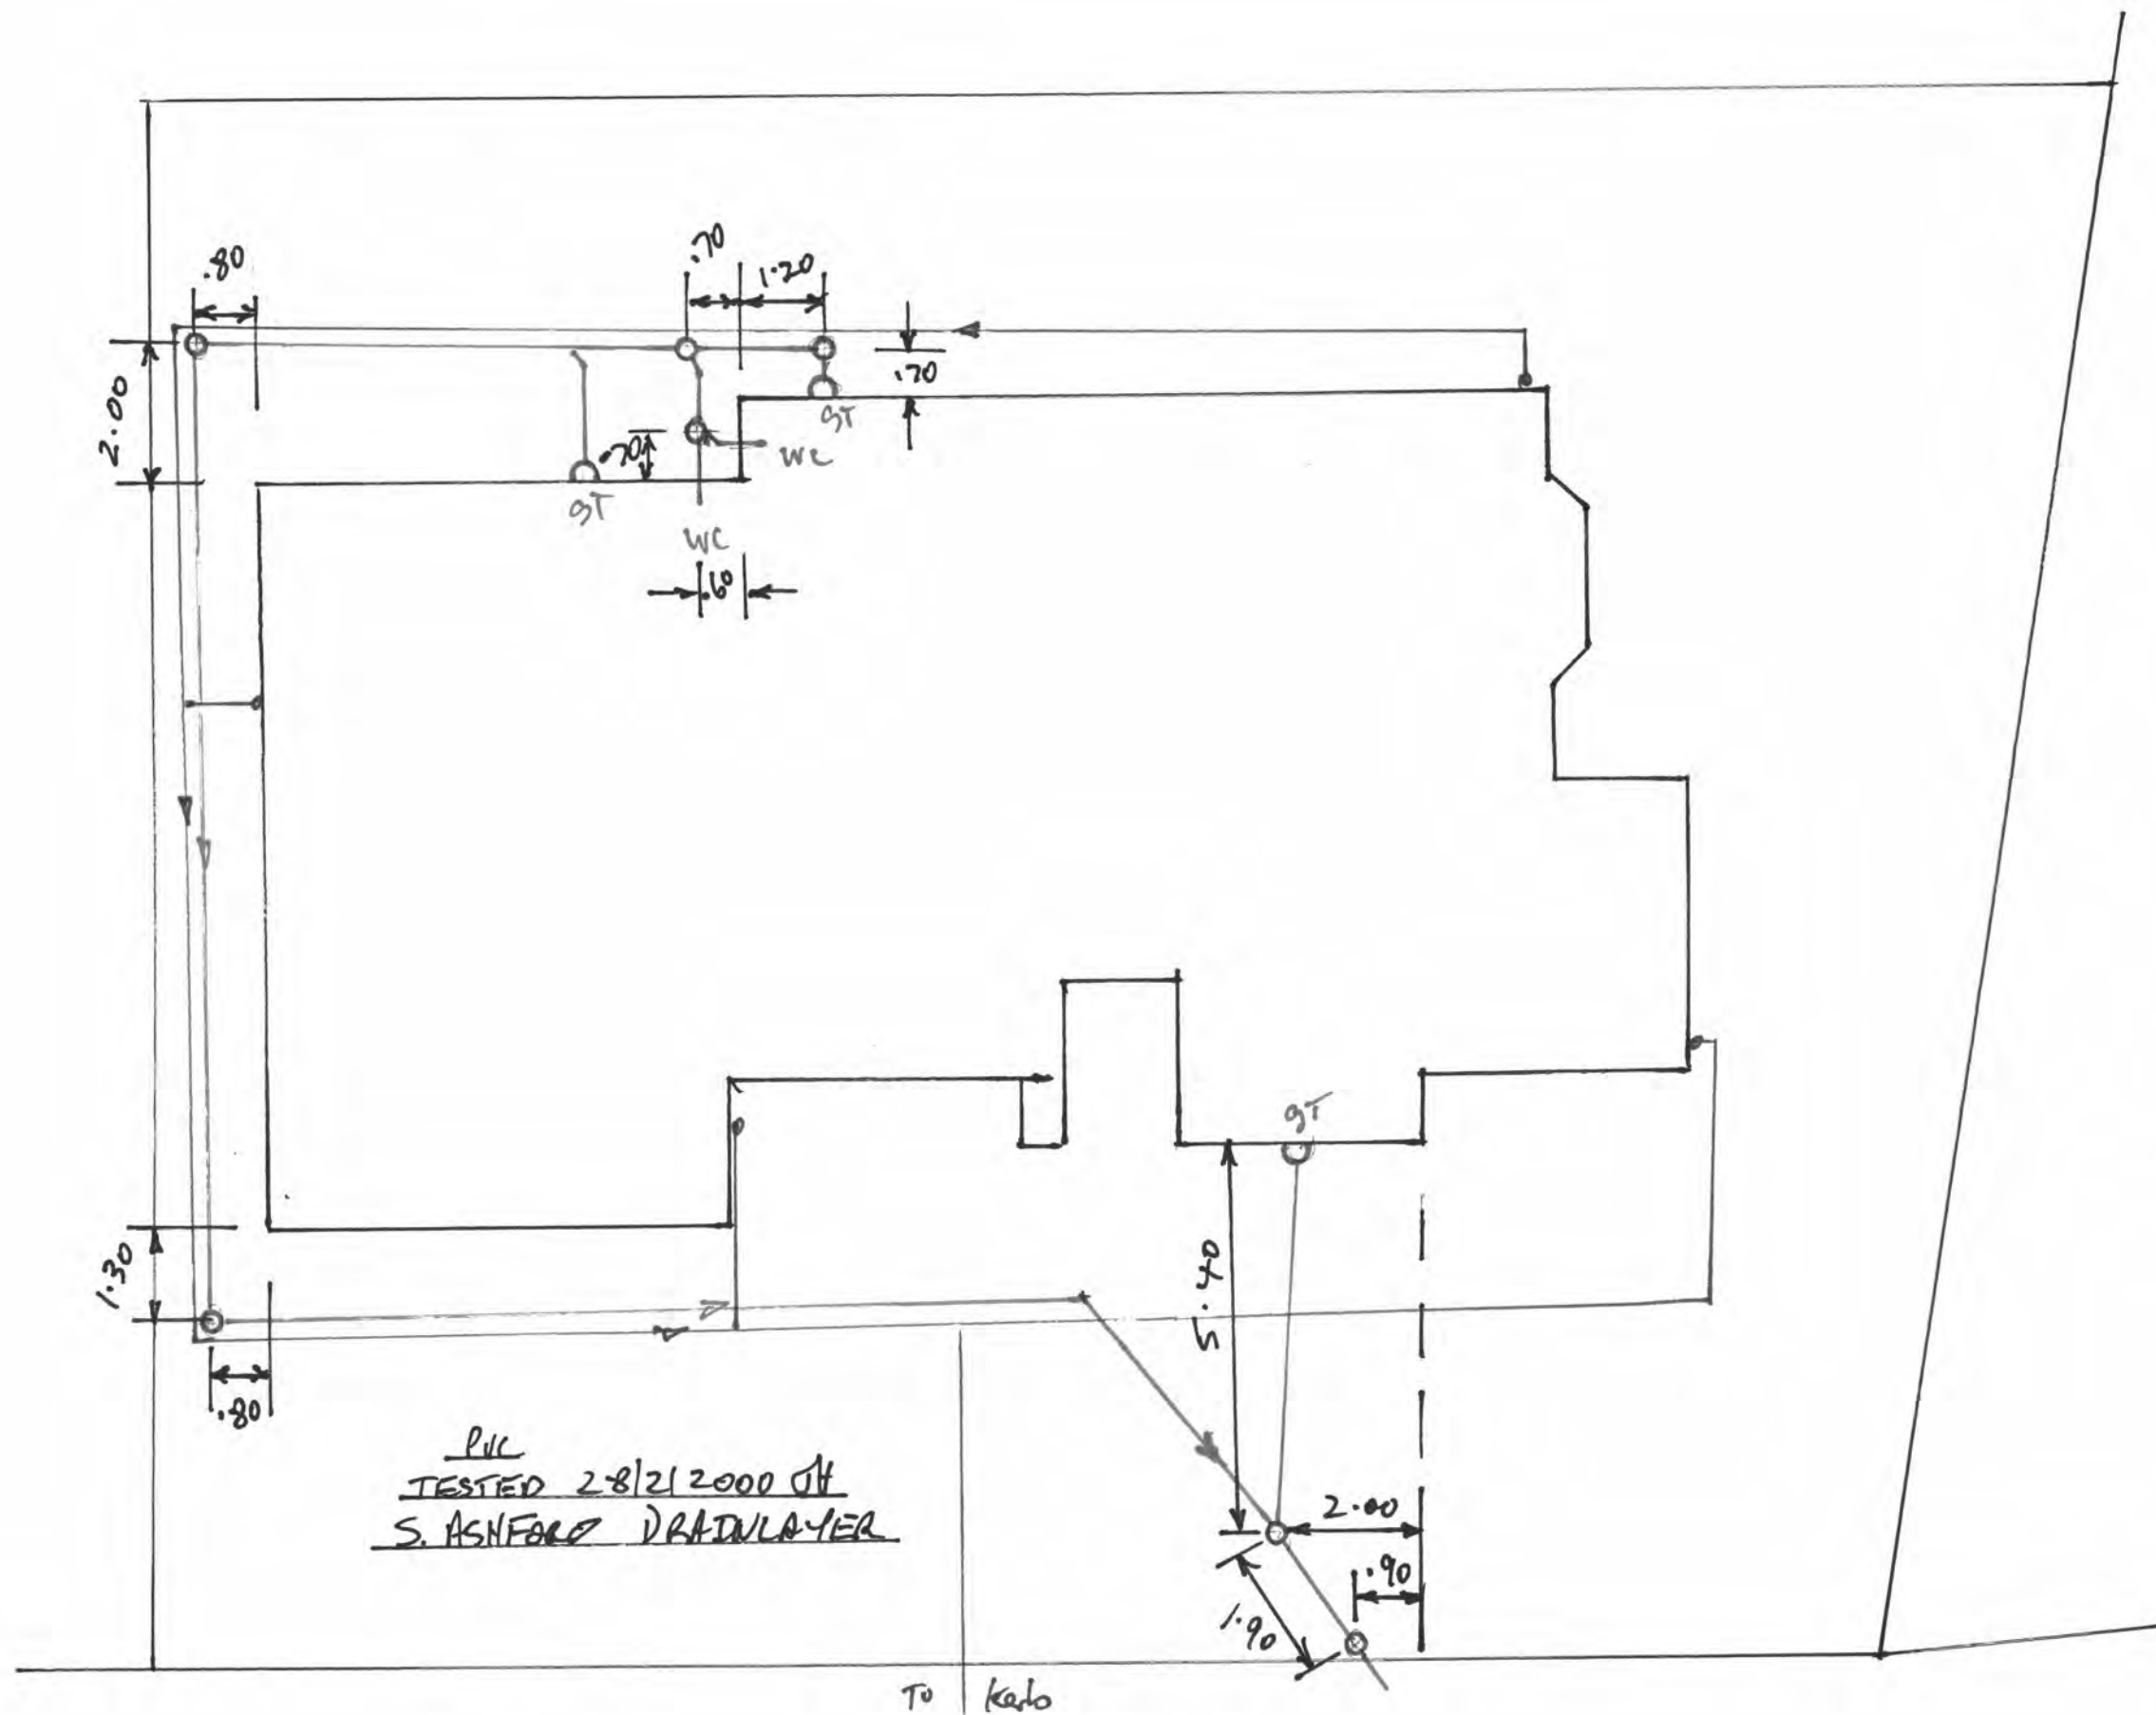 .80
.70
1.20
2.00
.70
GT
WC
.70
GT
WC
.60
GT
1.30
5.40
.80
PVC
TESTED 28/2/2000
S. ASHFORD DRAINLAYER
2.00
.90
1.90
To Kerb